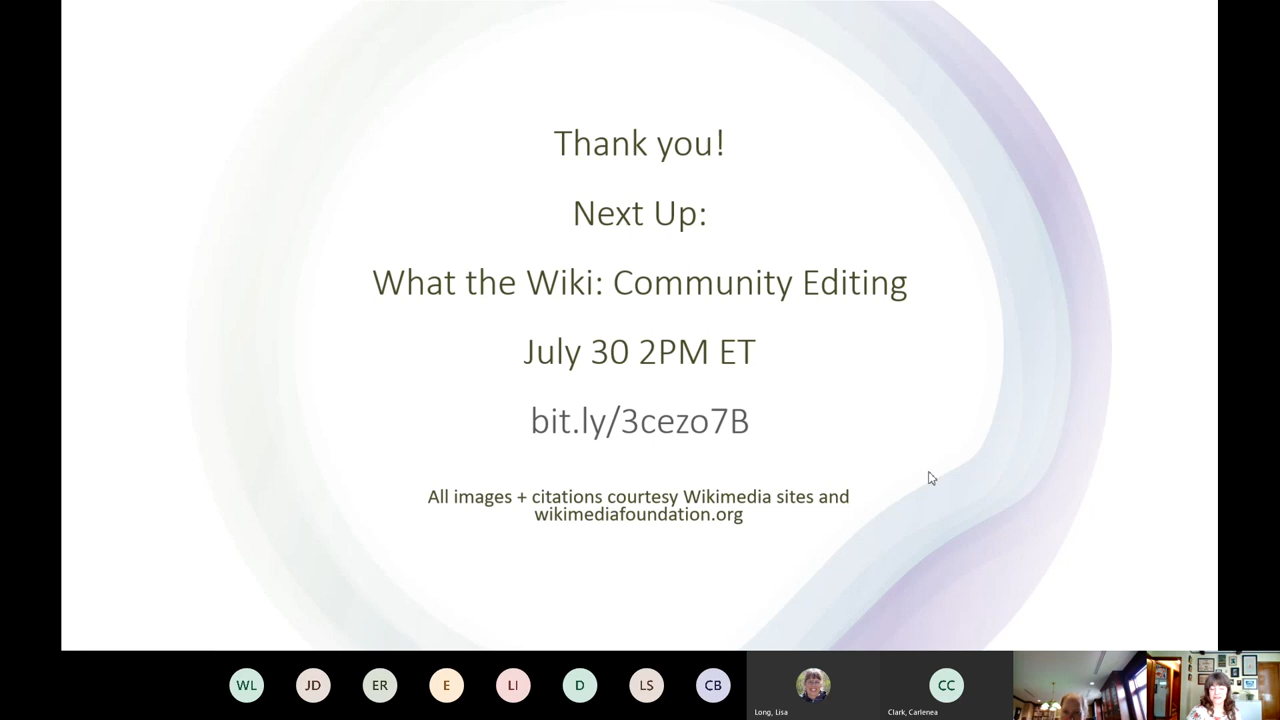 Thank you!
Next Up:
What the Wiki: Community Editing
July 30 2PM ET
bit.ly/3cezo7B
All images + citations courtesy Wikimedia sites and
wikimediafoundation.org
WL
JD
ER
E
LI
D
LS
CB
CC
Long, Lisa
Clark, Carlenea